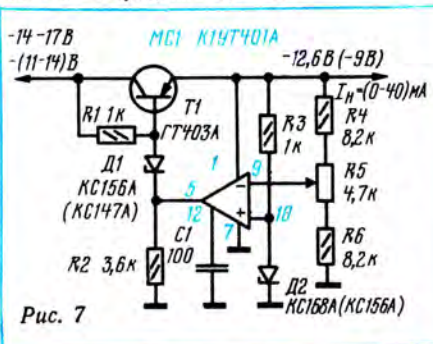 -14 -17В
-(11-14)В
МС1 К1УТ401А
-12,6В (-9В)
Iн=(0-40)мА
R1 1к
Т1
ГТ403А
R3
1к
R4
8,2к
Д1
КС156А
(КС147А)
1
9
5
12
10
7
R5
4,7к
R2 3,6к
С1
100
R6
8,2к
Д2
КС168А(КС156А)
Рис. 7